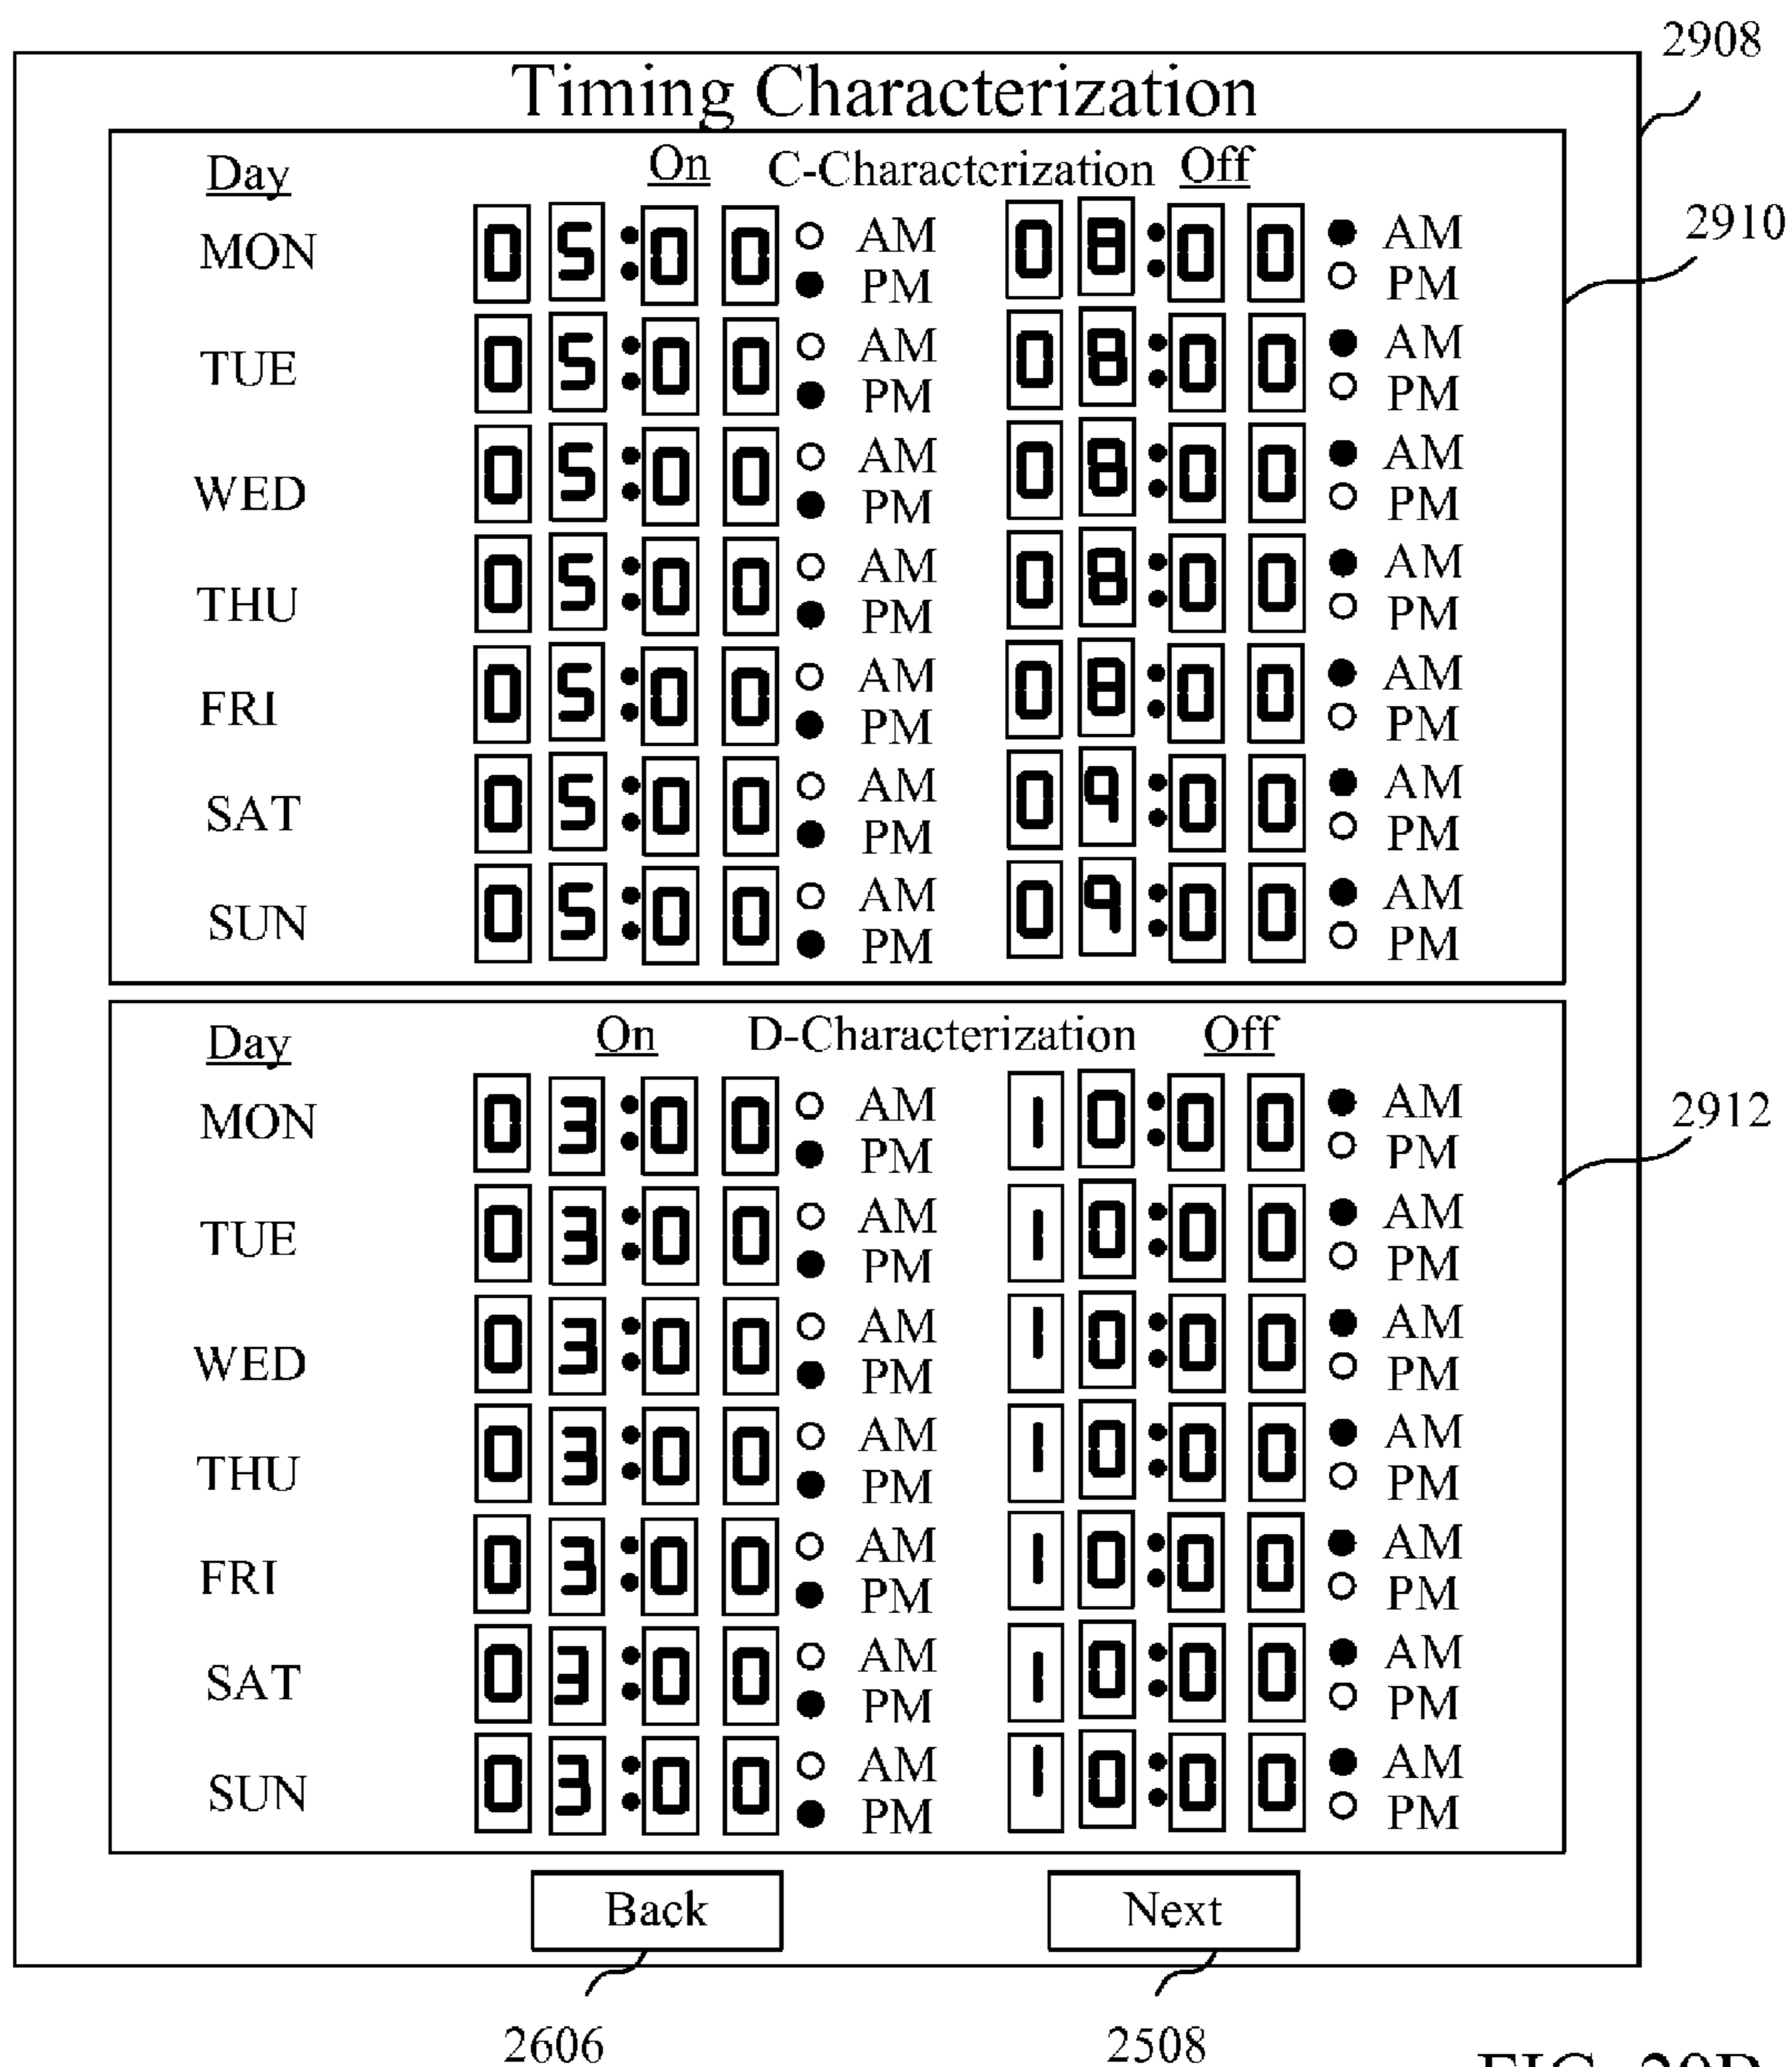 2908
Timing Characterization
Day On C-Characterization Off
2910
MON 05:00 AM PM 08:00 AM PM
TUE 05:00 AM PM 08:00 AM PM
WED 05:00 AM PM 08:00 AM PM
THU 05:00 AM PM 08:00 AM PM
FRI 05:00 AM PM 08:00 AM PM
SAT 05:00 AM PM 09:00 AM PM
SUN 05:00 AM PM 09:00 AM PM
Day On D-Characterization Off
2912
MON 03:00 AM PM 10:00 AM PM
TUE 03:00 AM PM 10:00 AM PM
WED 03:00 AM PM 10:00 AM PM
THU 03:00 AM PM 10:00 AM PM
FRI 03:00 AM PM 10:00 AM PM
SAT 03:00 AM PM 10:00 AM PM
SUN 03:00 AM PM 10:00 AM PM
Back Next
2606 2508